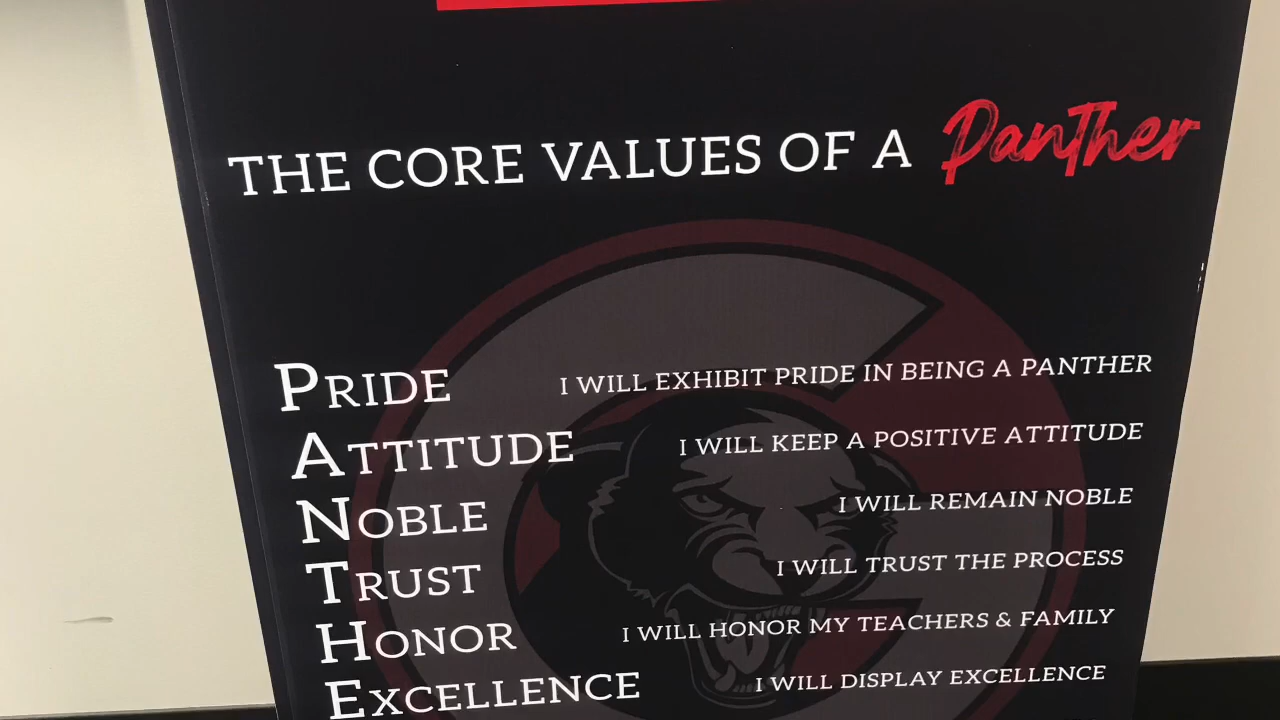 THE CORE VALUES OF A Panther
PRIDE I WILL EXHIBIT PRIDE IN BEING A PANTHER
ATTITUDE I WILL KEEP A POSITIVE ATTITUDE
NOBLE I WILL REMAIN NOBLE
TRUST I WILL TRUST THE PROCESS
HONOR I WILL HONOR MY TEACHERS & FAMILY
EXCELLENCE I WILL DISPLAY EXCELLENCE